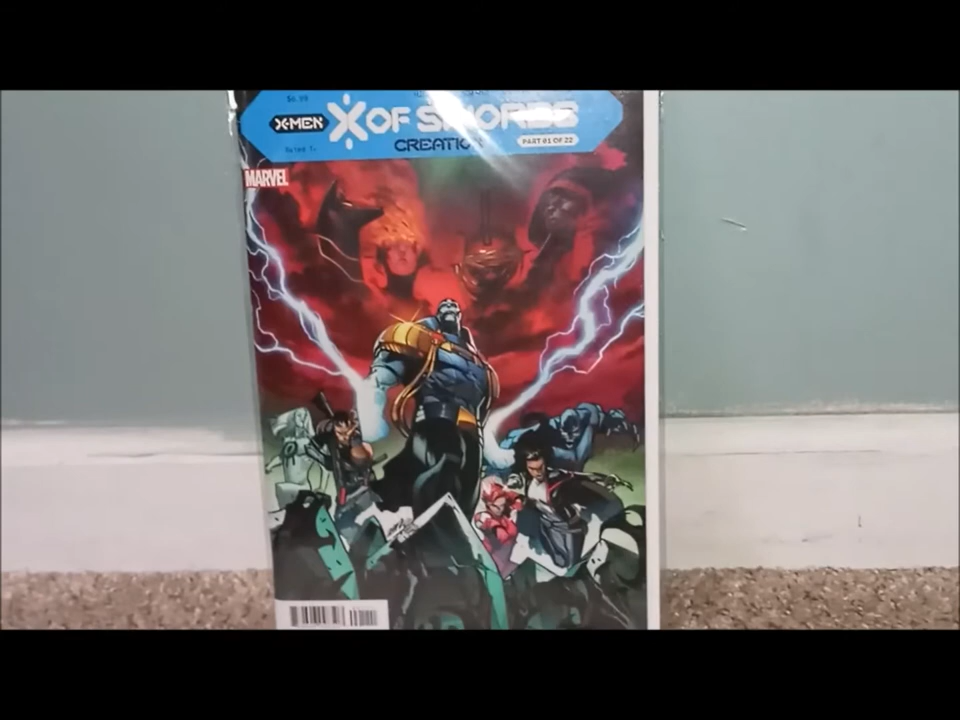 $6.99
X-MEN
X OF SWORDS
CREATION
PART 01 OF 22
Rated T+
MARVEL